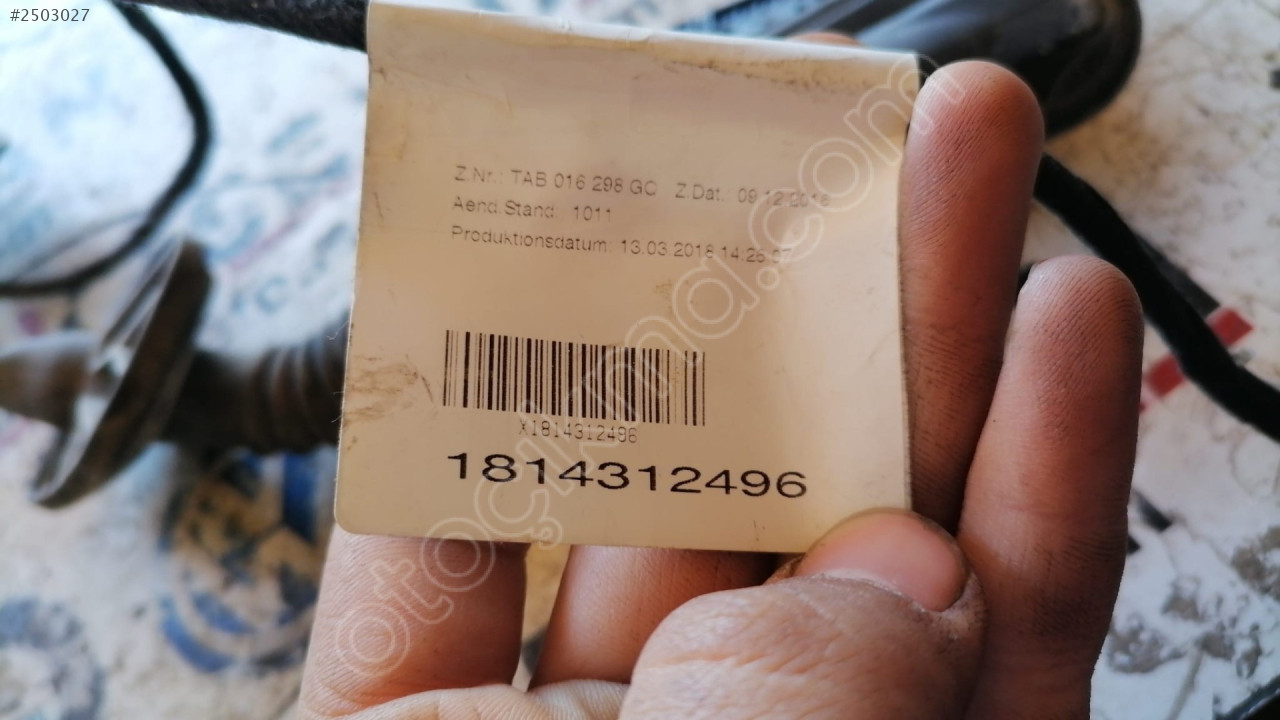 #2503027
Z.Nr.: TAB 016 298 GC Z.Dat. 09.12.2016
Aend.Stand: 1011
Produktionsdatum: 13.03.2018 14:26:37
X1814312496
1814312496
otoçıkma.com